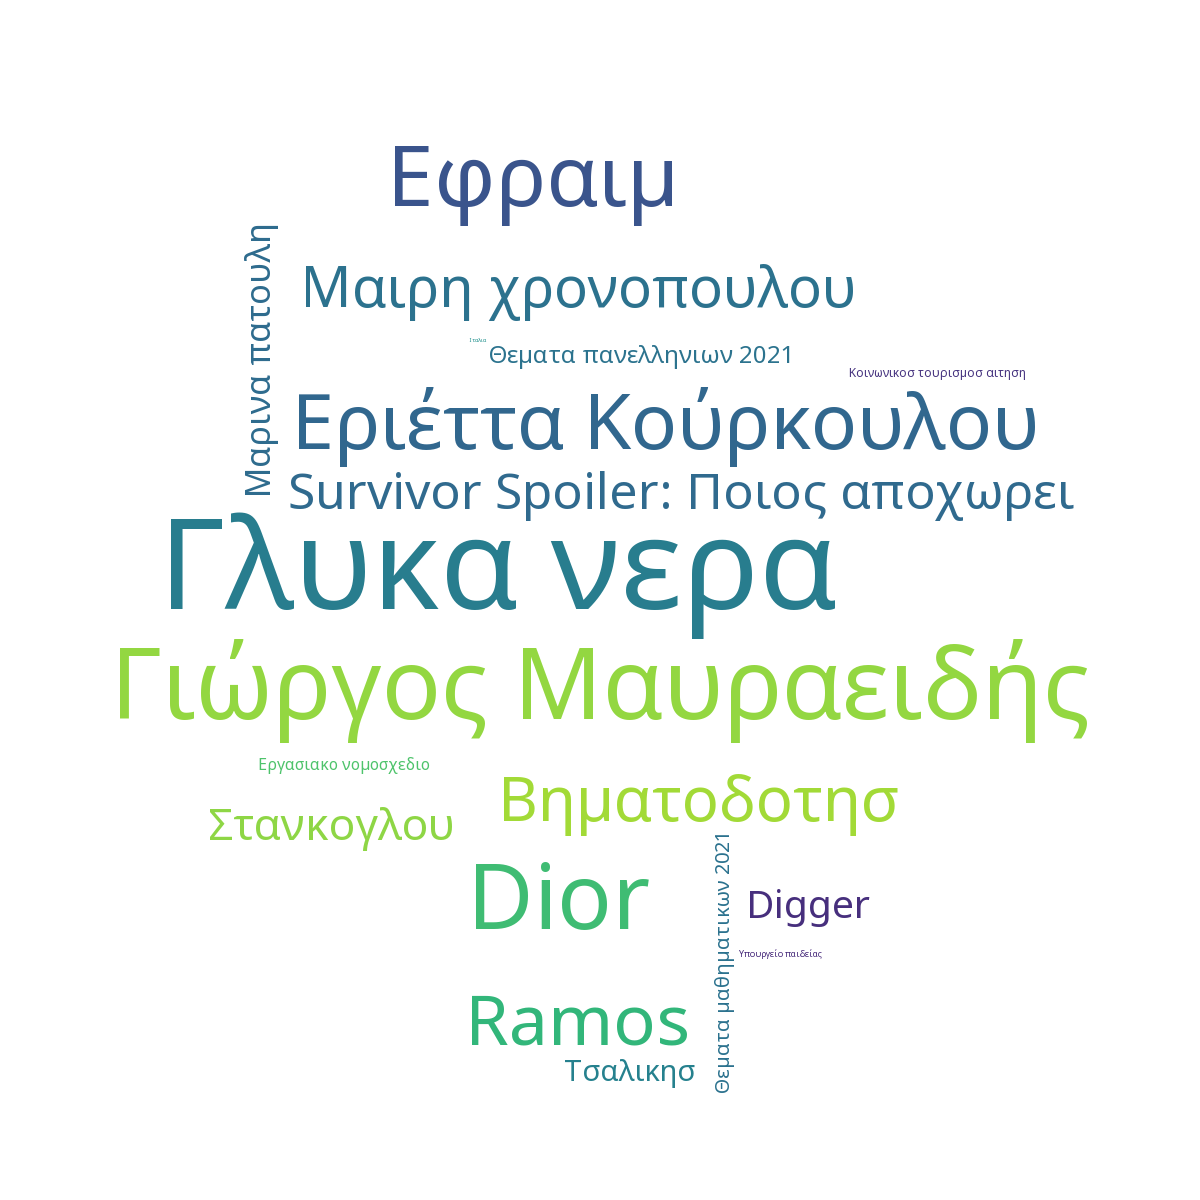 Εφραιμ
Μαρινα πατουλη
Μαιρη χρονοπουλου
Ιταλια
Θεματα πανελληνιων 2021
Κοινωνικοσ τουρισμοσ αιτηση
Εριέττα Κούρκουλου
Survivor Spoiler: Ποιος αποχωρει
Γλυκα νερα
Γιώργος Μαυραειδής
Εργασιακο νομοσχεδιο
Βηματοδοτησ
Στανκογλου
Θεματα μαθηματικων 2021
Dior
Digger
Υπουργείο παιδείας
Ramos
Τσαλικησ